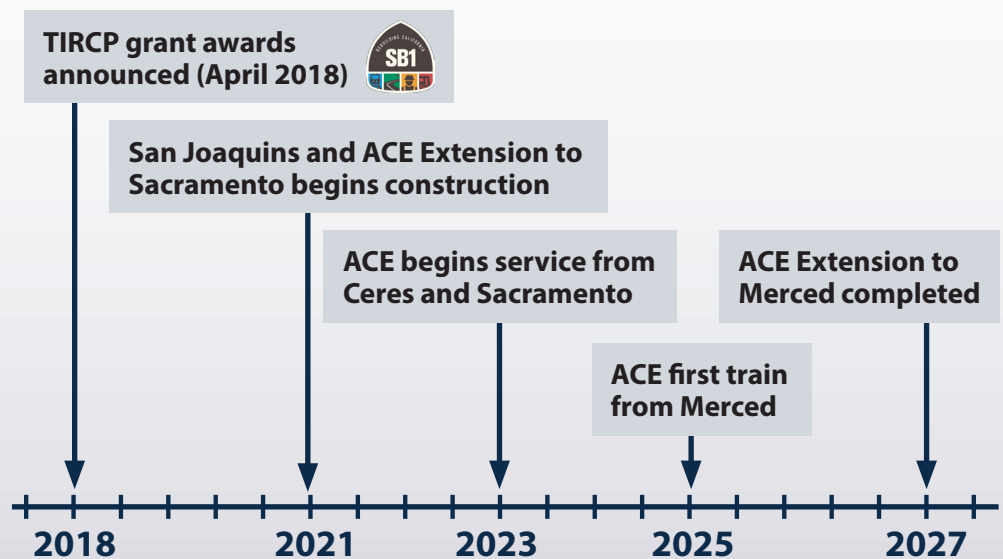 TIRCP grant awards
announced (April 2018)
REBUILDING CALIFORNIA
SB1
San Joaquins and ACE Extension to
Sacramento begins construction
ACE begins service from
Ceres and Sacramento
ACE Extension to
Merced completed
ACE first train
from Merced
2018
2021
2023
2025
2027